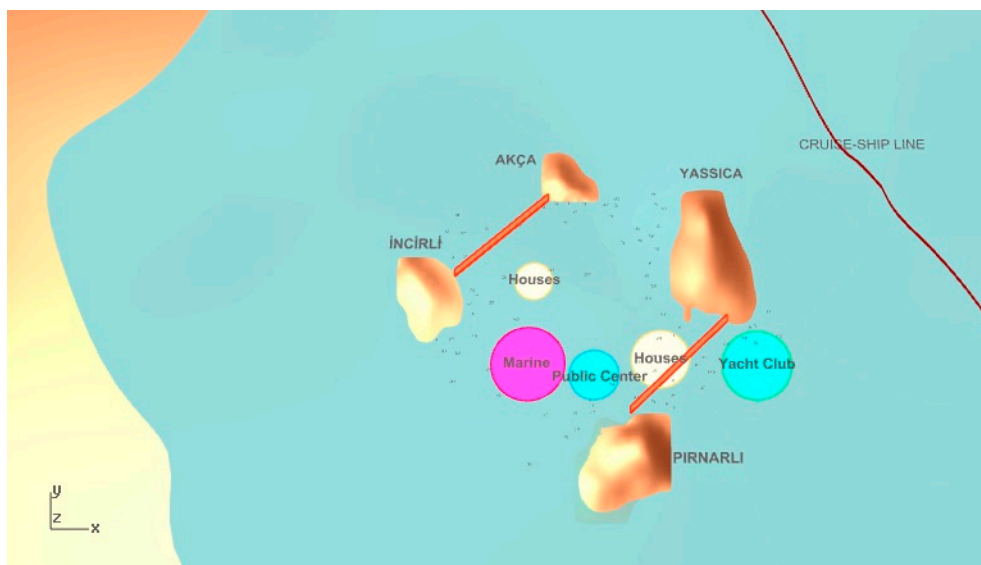 CRUISE-SHIP LINE
AKÇA
YASSICA
İNCİRLİ
Houses
Marine
Public Center
Houses
Yacht Club
PIRNARLI
y
z
x